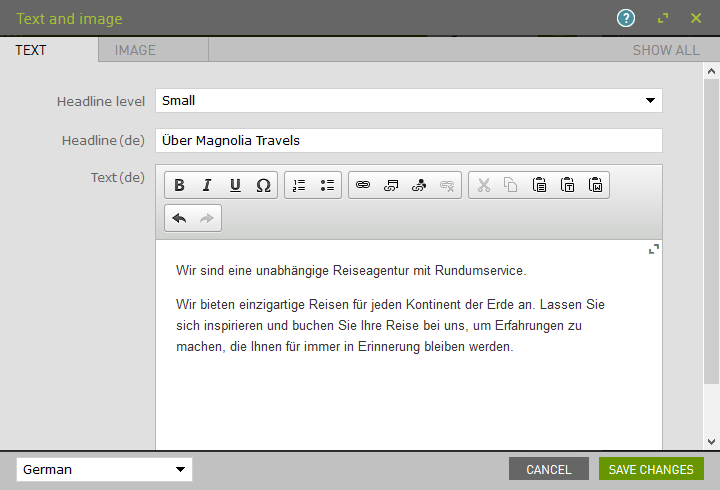 Text and image
?
TEXT
IMAGE
SHOW ALL
Headline level
Small
Headline (de)
Über Magnolia Travels
Text (de)
B I U Ω
Wir sind eine unabhängige Reiseagentur mit Rundumservice.
Wir bieten einzigartige Reisen für jeden Kontinent der Erde an. Lassen Sie
sich inspirieren und buchen Sie Ihre Reise bei uns, um Erfahrungen zu
machen, die Ihnen für immer in Erinnerung bleiben werden.
German
CANCEL
SAVE CHANGES